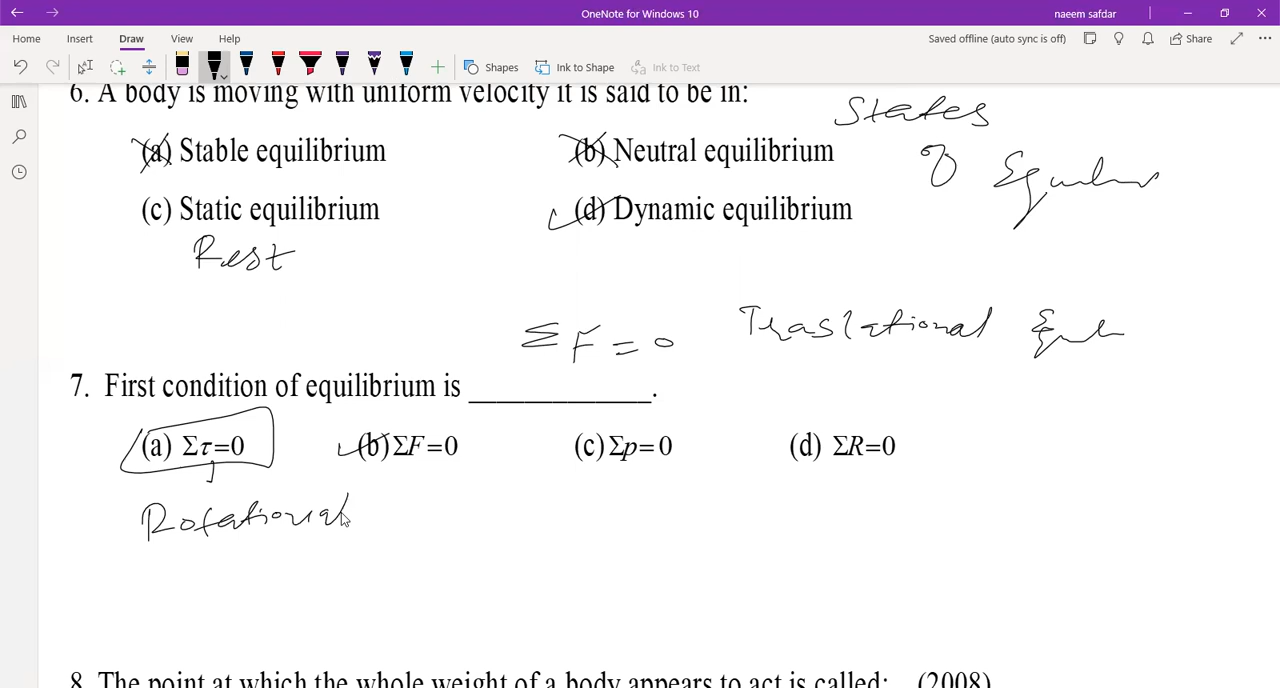 OneNote for Windows 10
naeem safdar
Home Insert Draw View Help
Saved offline (auto sync is off)
Share
Shapes
Ink to Shape
Ink to Text
6. A body is moving with uniform velocity it is said to be in:
States
(a) Stable equilibrium (b) Neutral equilibrium
of
(c) Static equilibrium (d) Dynamic equilibrium
Rest
ΣF=0 Traslational
7. First condition of equilibrium is ____________.
(a) Στ=0 (b) ΣF=0 (c) Σp=0 (d) ΣR=0
Rotational
8. The point at which the whole weight of a body appears to act is called: (2008)